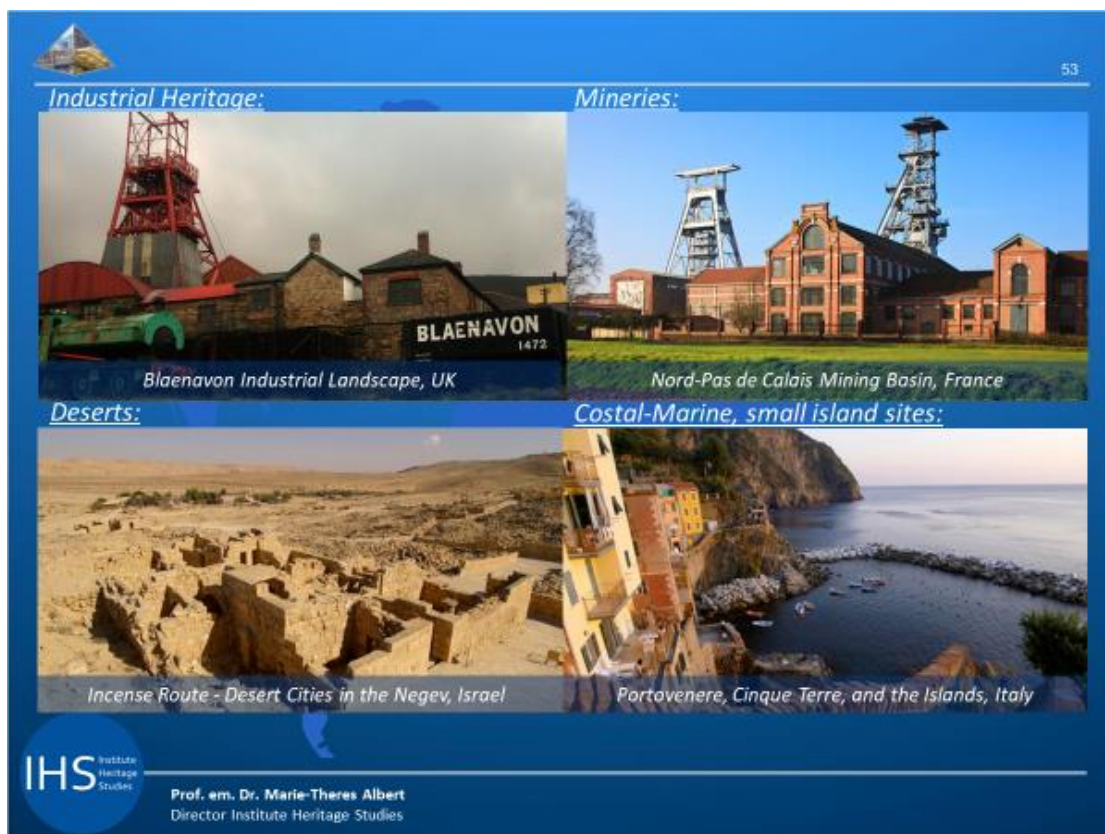 53
Industrial Heritage:
Mineries:
BLAENAVON
1472
Blaenavon Industrial Landscape, UK
Nord-Pas de Calais Mining Basin, France
Deserts:
Costal-Marine, small island sites:
Incense Route - Desert Cities in the Negev, Israel
Portovenere, Cinque Terre, and the Islands, Italy
IHS
Institute
Heritage
Studies
Prof. em. Dr. Marie-Theres Albert
Director Institute Heritage Studies